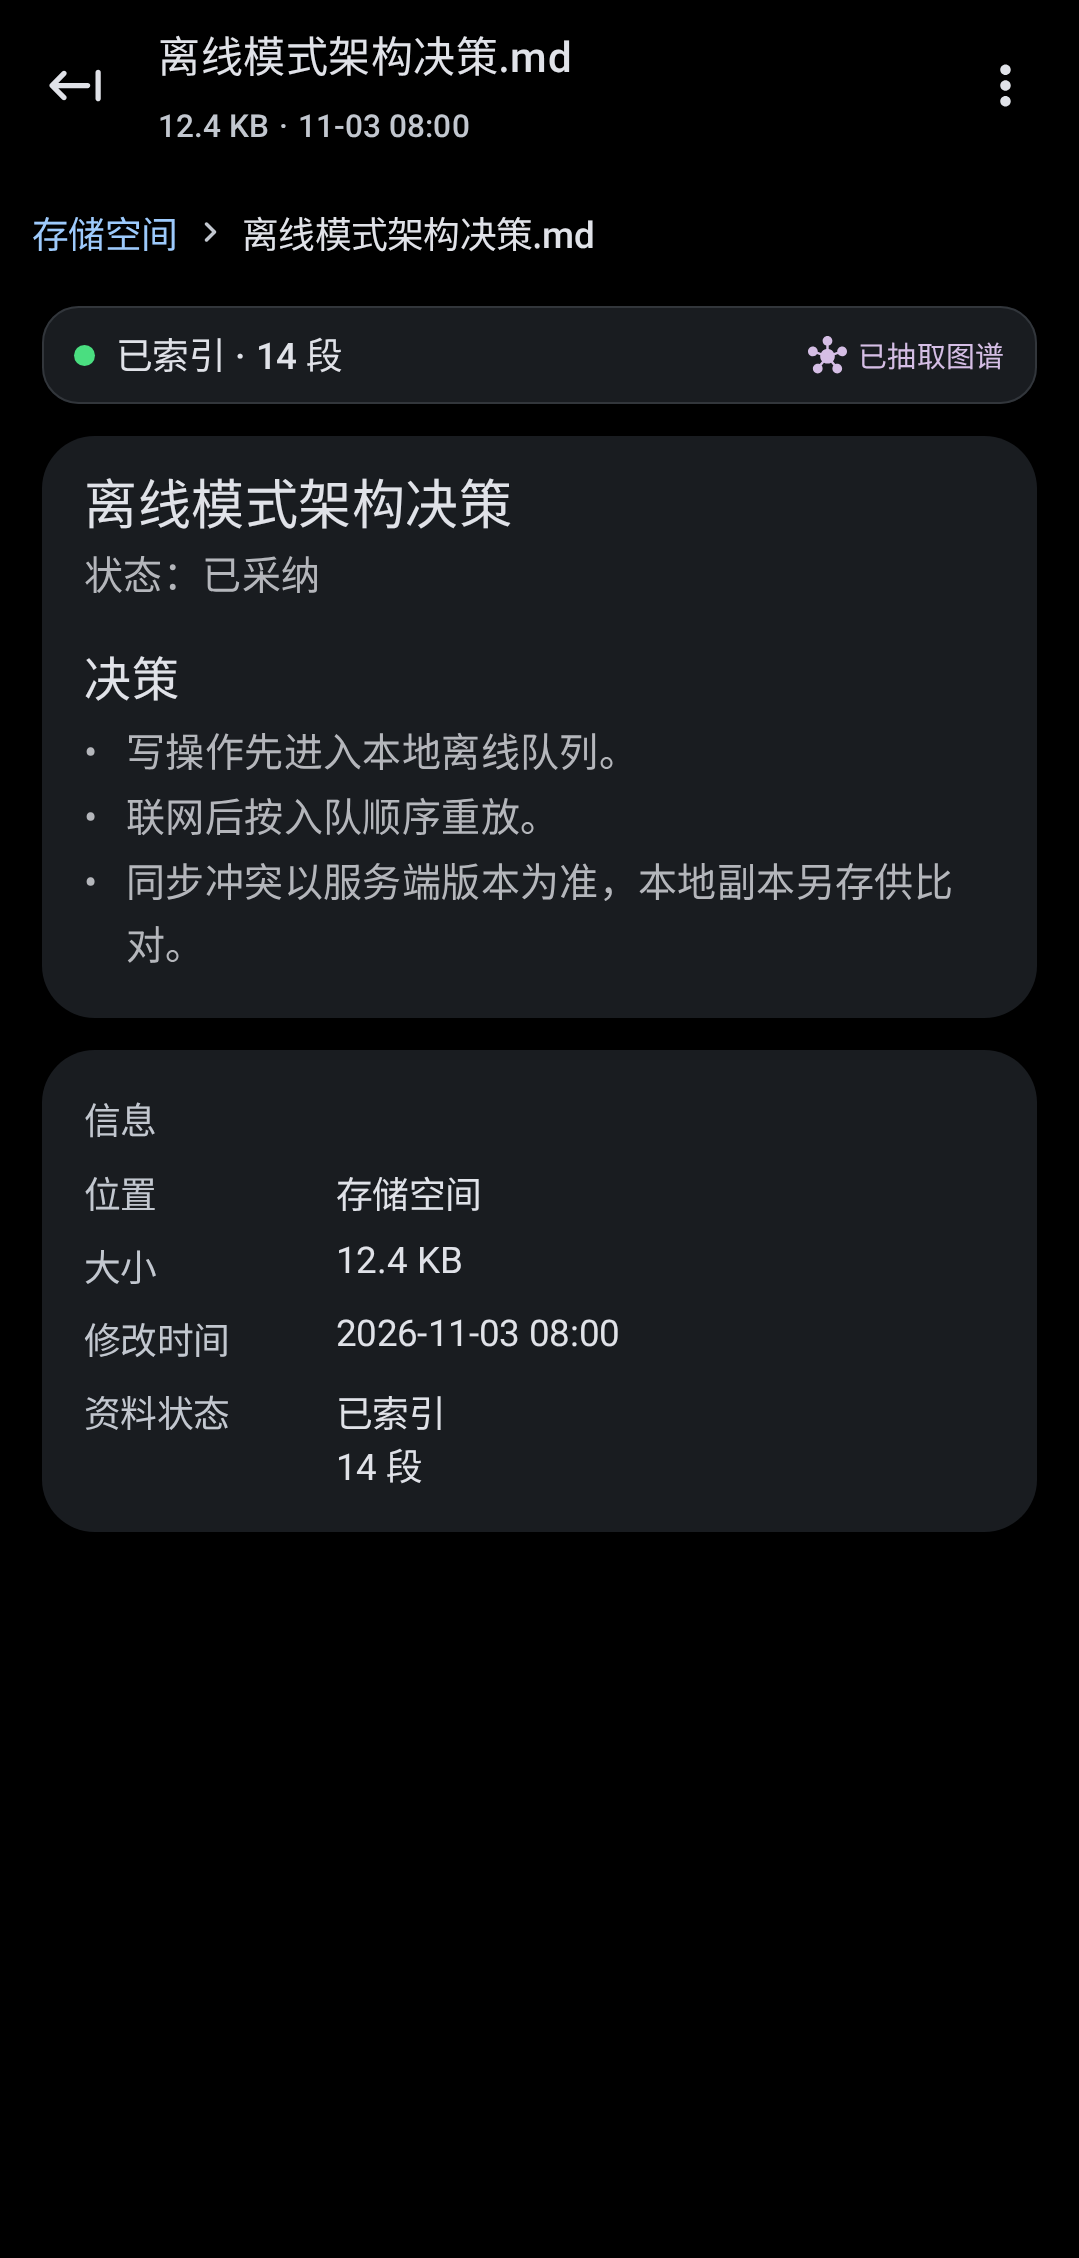 离线模式架构决策.md
12.4 KB · 11-03 08:00
存储空间 > 离线模式架构决策.md
已索引 · 14 段
已抽取图谱
离线模式架构决策
状态：已采纳
决策
• 写操作先进入本地离线队列。
• 联网后按入队顺序重放。
• 同步冲突以服务端版本为准，本地副本另存供比
对。
信息
位置 存储空间
大小 12.4 KB
修改时间 2026-11-03 08:00
资料状态 已索引
14 段